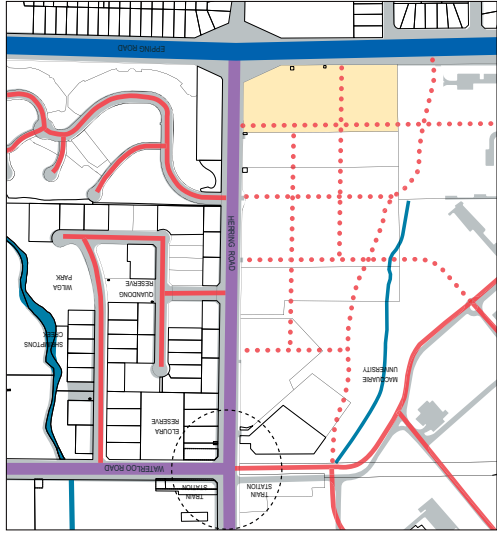 EPPING ROAD
HERRING ROAD
WILGA
PARK
QUANDONG
RESERVE
SHRIMPTONS
CREEK
MACQUARIE
UNIVERSITY
ELOURA
RESERVE
WATERLOO ROAD
TRAIN
STATION
TRAIN
STATION